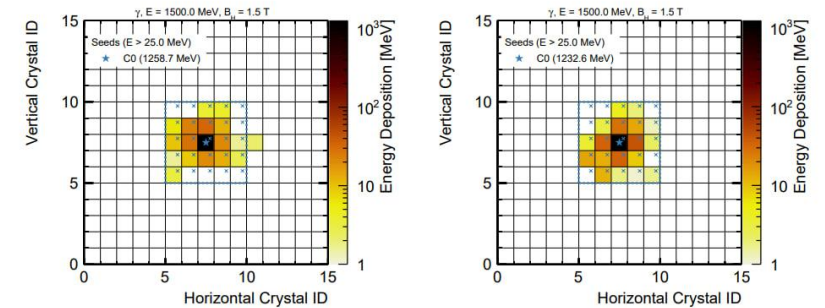 γ, E = 1500.0 MeV, B_H = 1.5 T
Seeds (E > 25.0 MeV)
★ C0 (1258.7 MeV)
Vertical Crystal ID
15
10
5
0
0 5 10 15
Horizontal Crystal ID
10³
10²
10
1
Energy Deposition [MeV]
γ, E = 1500.0 MeV, B_H = 1.5 T
Seeds (E > 25.0 MeV)
★ C0 (1232.6 MeV)
Vertical Crystal ID
15
10
5
0
0 5 10 15
Horizontal Crystal ID
10³
10²
10
1
Energy Deposition [MeV]